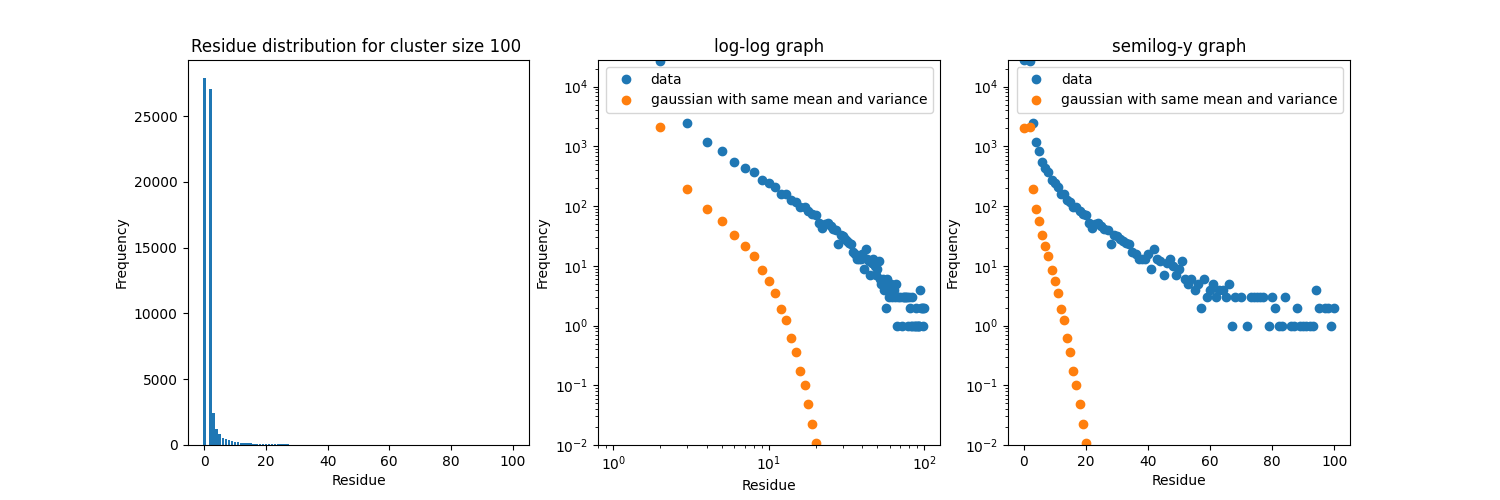 Residue distribution for cluster size 100
Frequency
25000
20000
15000
10000
5000
0
0 20 40 60 80 100
Residue
log-log graph
data
gaussian with same mean and variance
Frequency
10^4
10^3
10^2
10^1
10^0
10^-1
10^-2
10^0 10^1 10^2
Residue
semilog-y graph
data
gaussian with same mean and variance
Frequency
10^4
10^3
10^2
10^1
10^0
10^-1
10^-2
0 20 40 60 80 100
Residue